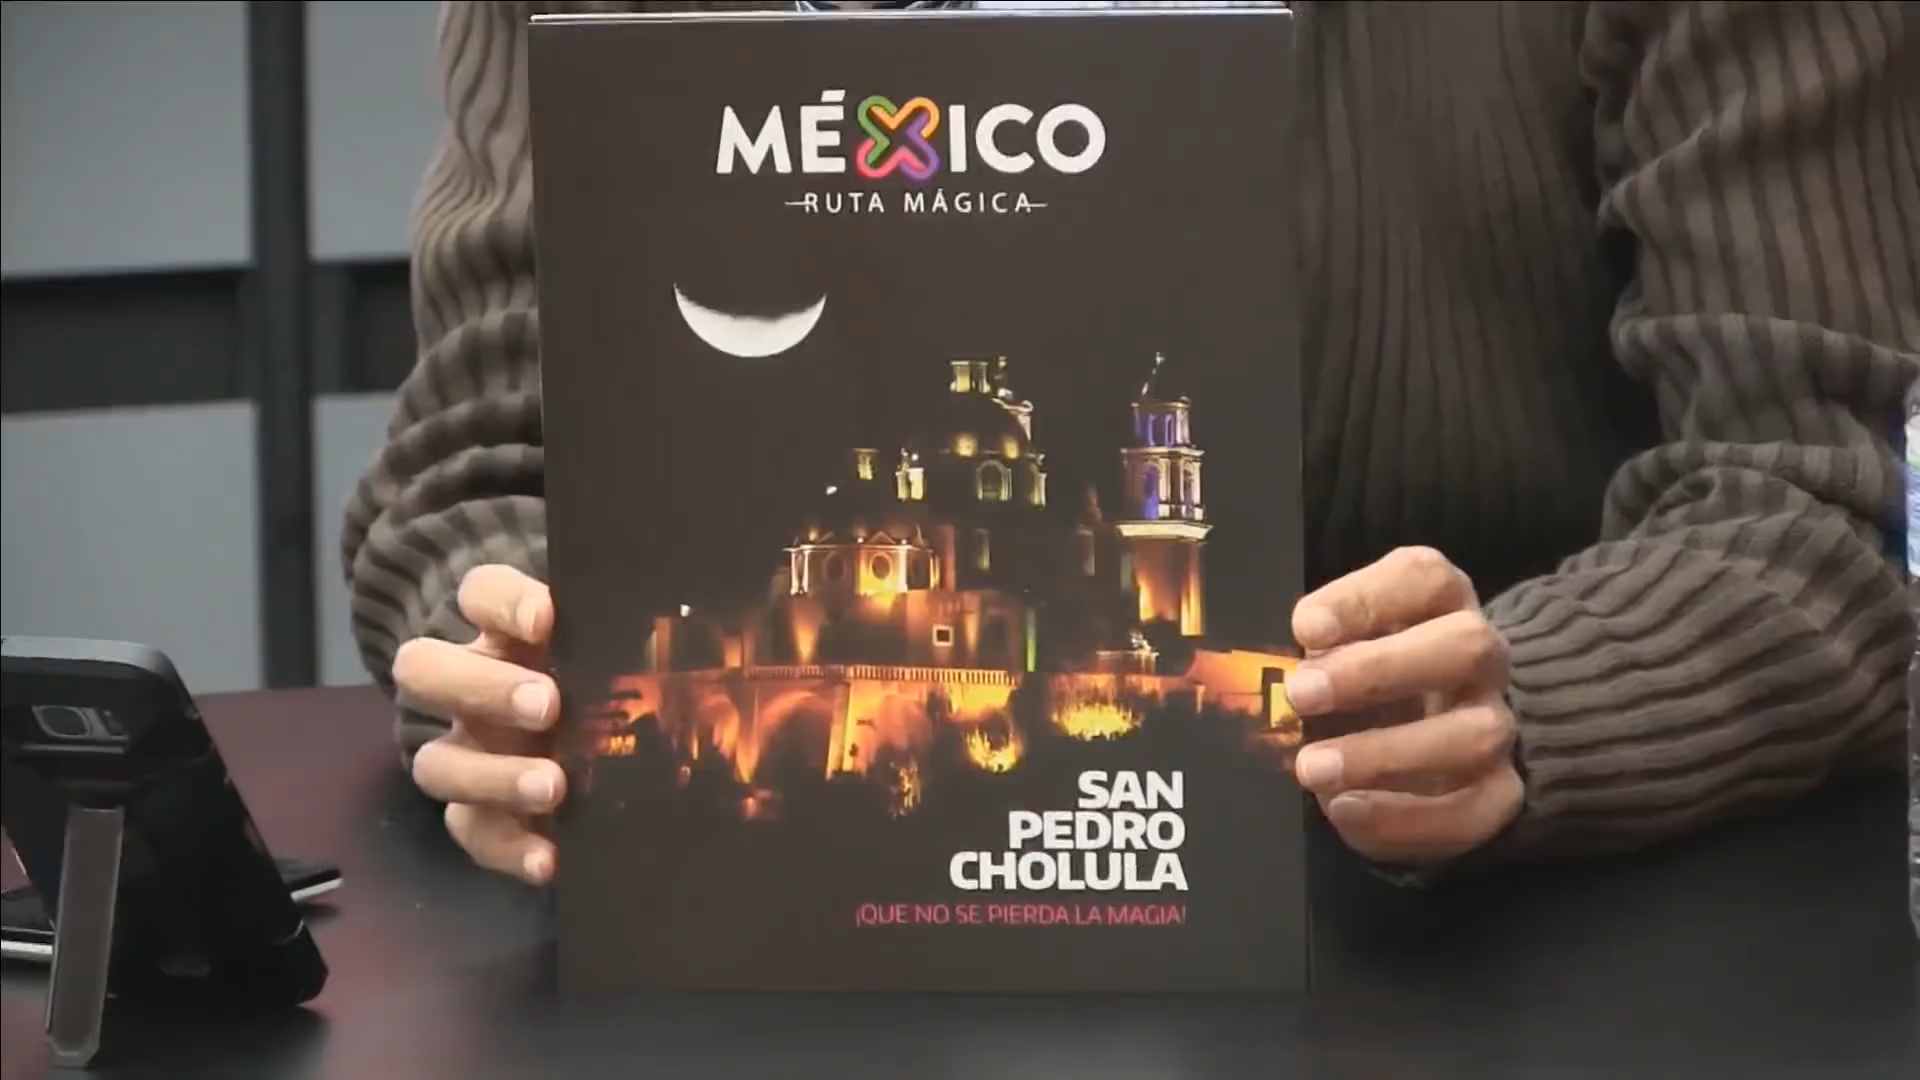 MÉXICO
RUTA MÁGICA
SAN
PEDRO
CHOLULA
¡QUE NO SE PIERDA LA MAGIA!